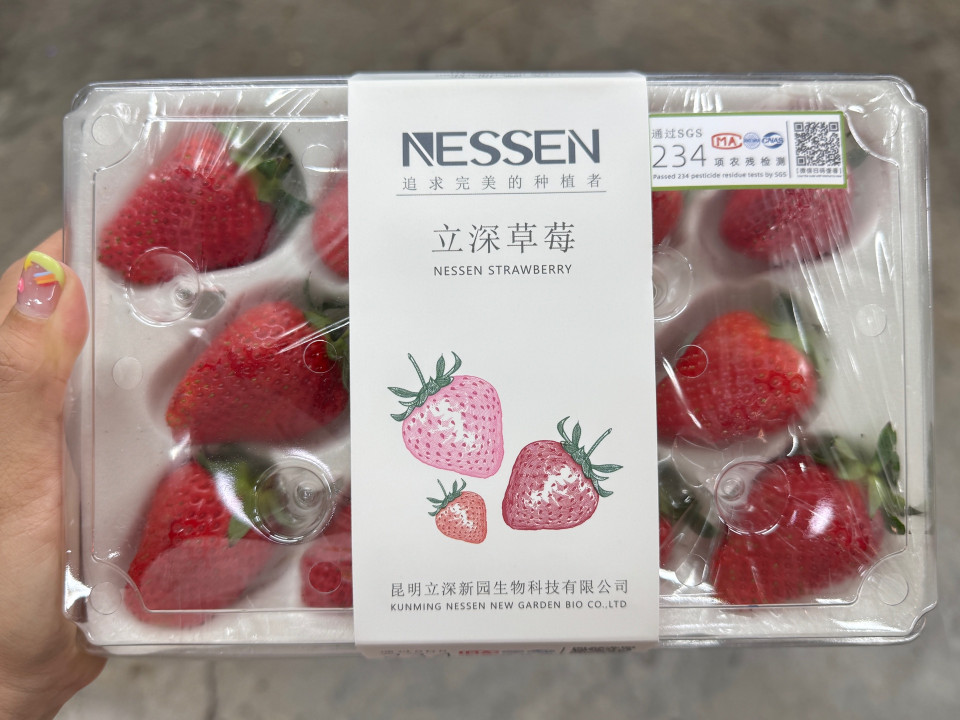 NESSEN
追求完美的种植者
立深草莓
NESSEN STRAWBERRY
昆明立深新园生物科技有限公司
KUNMING NESSEN NEW GARDEN BIO CO.,LTD
通过SGS
234 项农残检测
MA
CNAS
Passed 234 pesticide residue tests by SGS